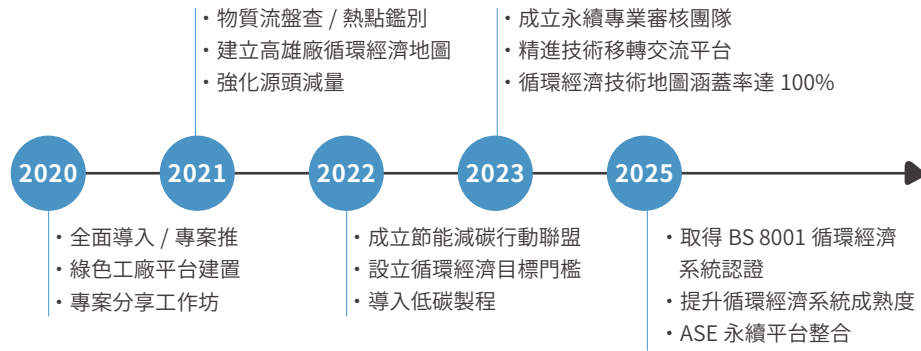 ・物質流盤查 / 熱點鑑別
・建立高雄廠循環經濟地圖
・強化源頭減量
・成立永續專業審核團隊
・精進技術移轉交流平台
・循環經濟技術地圖涵蓋率達 100%
2020
2021
2022
2023
2025
・全面導入 / 專案推
・綠色工廠平台建置
・專案分享工作坊
・成立節能減碳行動聯盟
・設立循環經濟目標門檻
・導入低碳製程
・取得 BS 8001 循環經濟
系統認證
・提升循環經濟系統成熟度
・ASE 永續平台整合